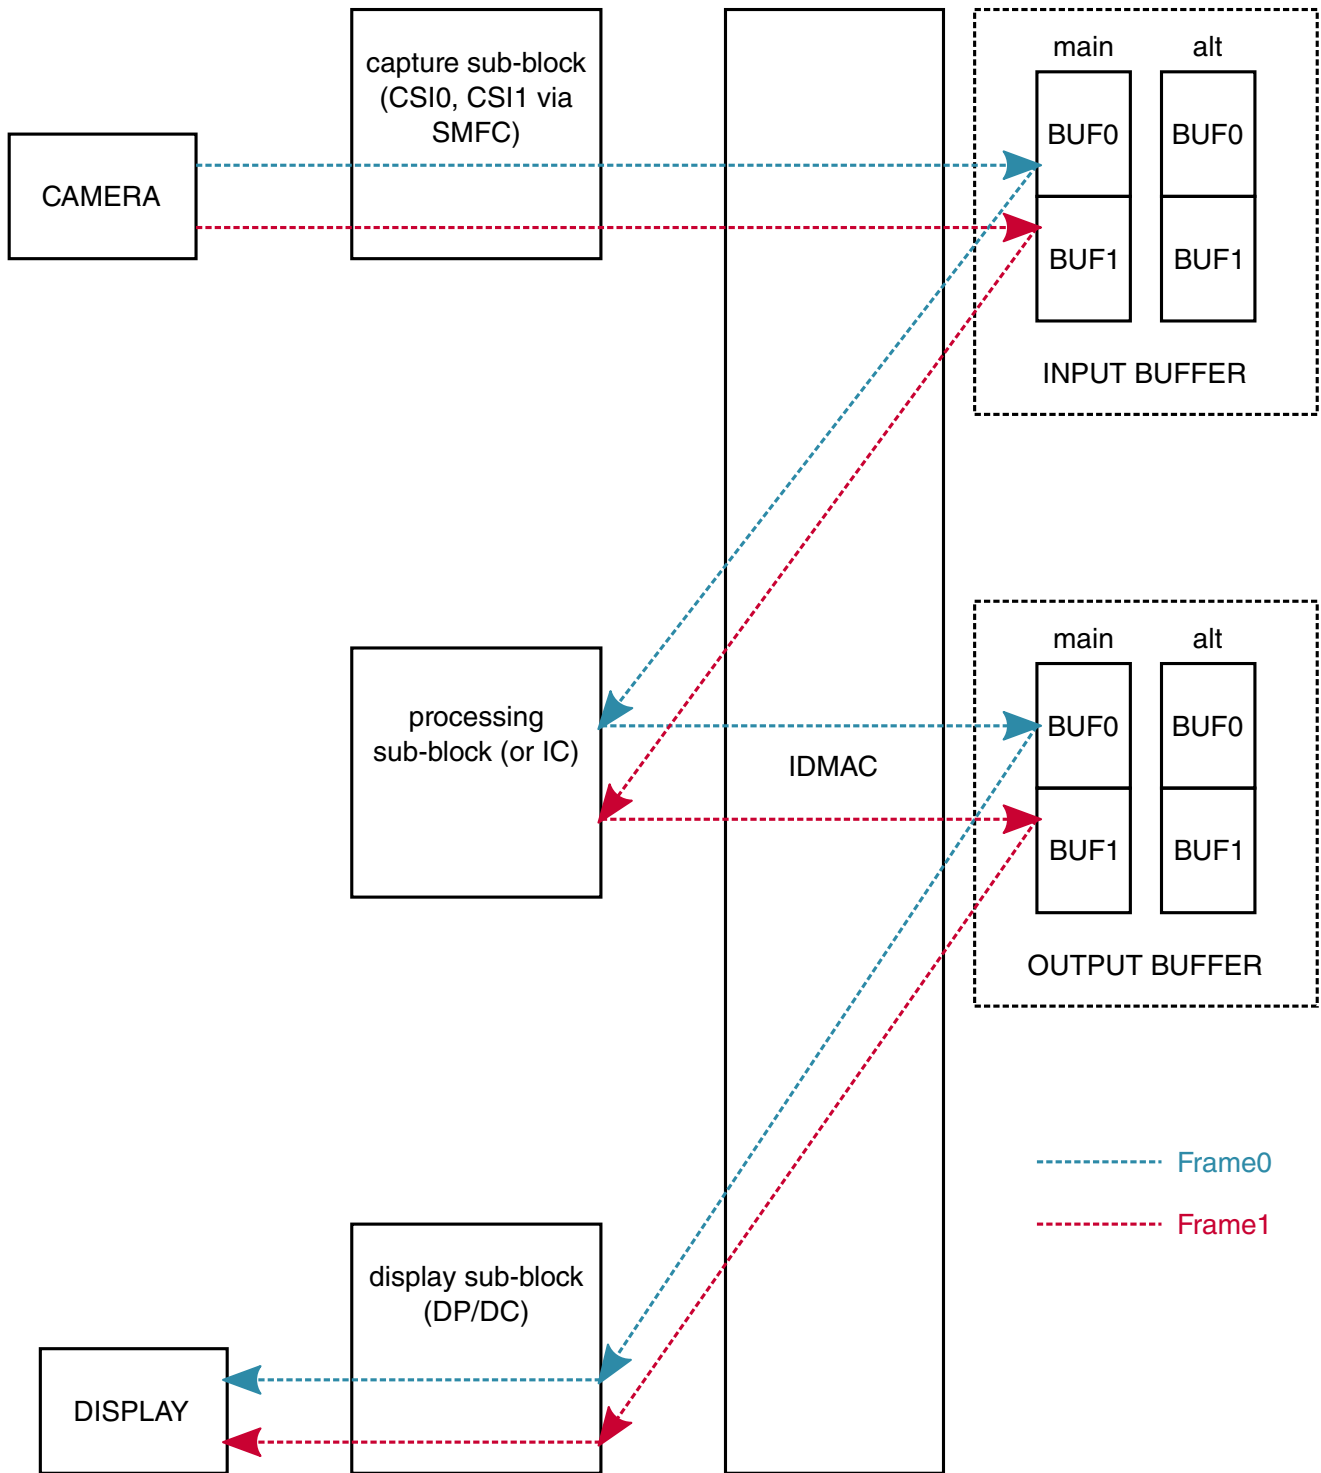 capture sub-block
(CSI0, CSI1 via
SMFC)
main
alt
BUF0
BUF0
CAMERA
BUF1
BUF1
INPUT BUFFER
main
alt
processing
sub-block (or IC)
BUF0
BUF0
IDMAC
BUF1
BUF1
OUTPUT BUFFER
Frame0
Frame1
display sub-block
(DP/DC)
DISPLAY